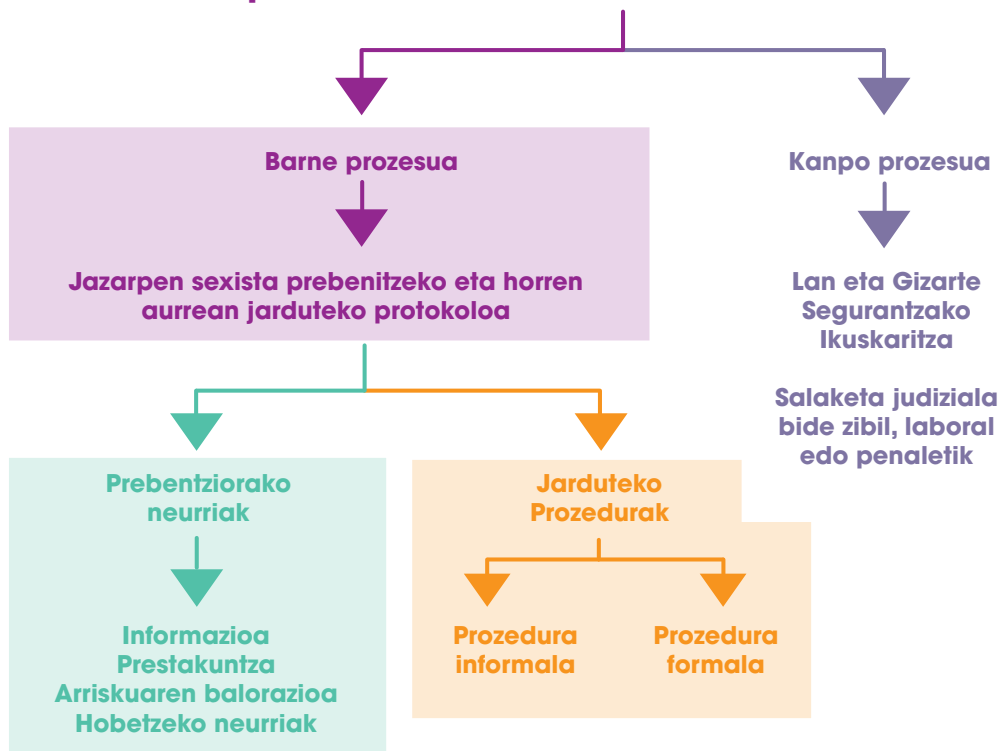 Barne prozesua
Kanpo prozesua
Jazarpen sexista prebenitzeko eta horren
aurrean jarduteko protokoloa
Lan eta Gizarte
Segurantzako
Ikuskaritza
Salaketa judiziala
bide zibil, laboral
edo penaletik
Prebentziorako
neurriak
Jarduteko
Prozedurak
Informazioa
Prestakuntza
Arriskuaren balorazioa
Hobetzeko neurriak
Prozedura
informala
Prozedura
formala